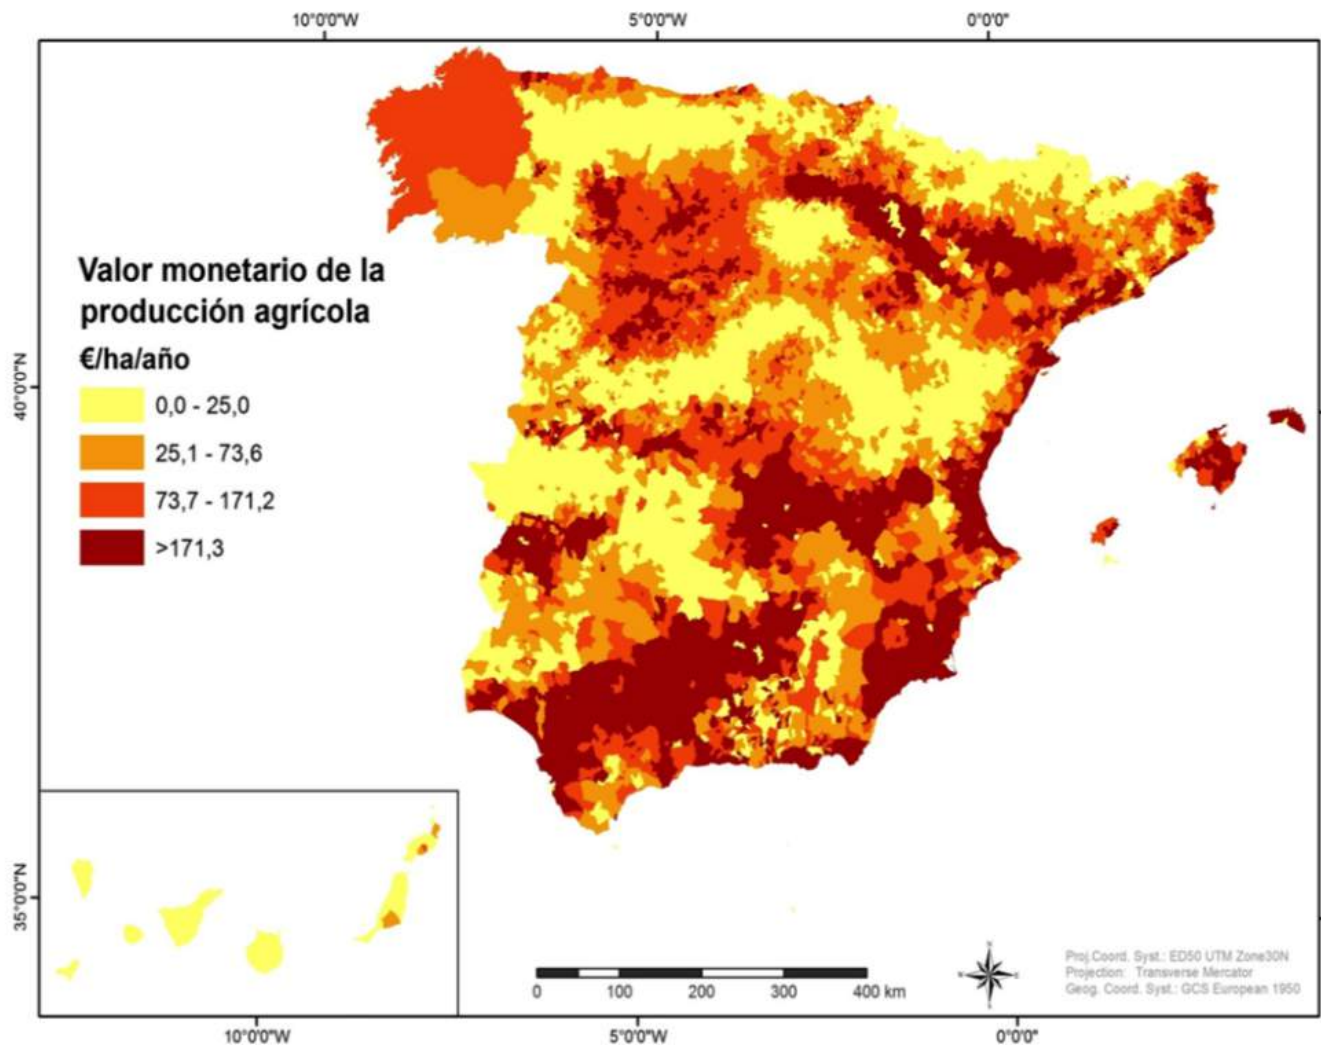 10°0'0"W 5°0'0"W 0°0'0"
Valor monetario de la
producción agrícola
€/ha/año
0,0 - 25,0
25,1 - 73,6
73,7 - 171,2
>171,3
40°0'0"N
35°0'0"N
N
W E
S
0 100 200 300 400 km
Proj.Coord. Syst.: ED50 UTM Zone30N
Projection: Transverse Mercator
Geog. Coord. Syst.: GCS European 1950
10°0'0"W 5°0'0"W 0°0'0"